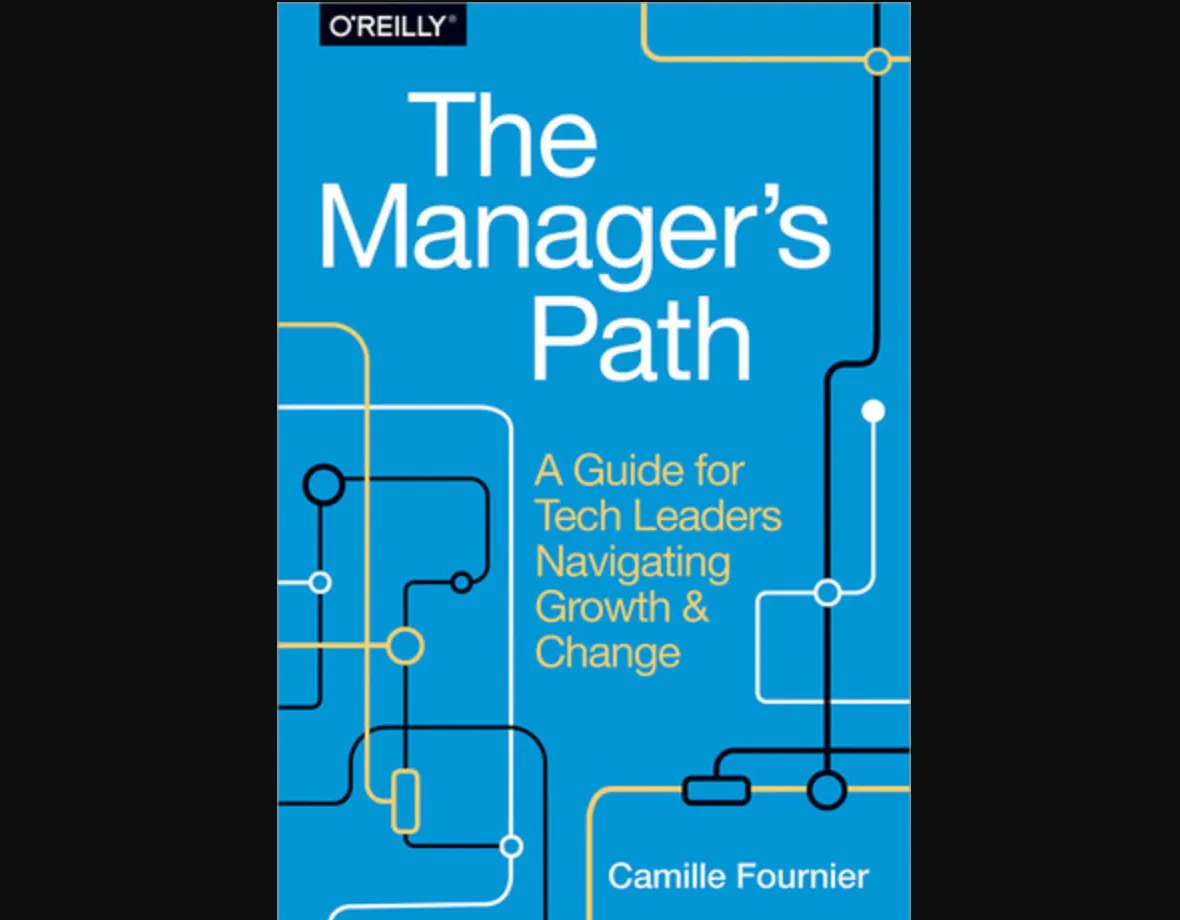 O'REILLY®
The
Manager’s
Path
A Guide for
Tech Leaders
Navigating
Growth &
Change
Camille Fournier